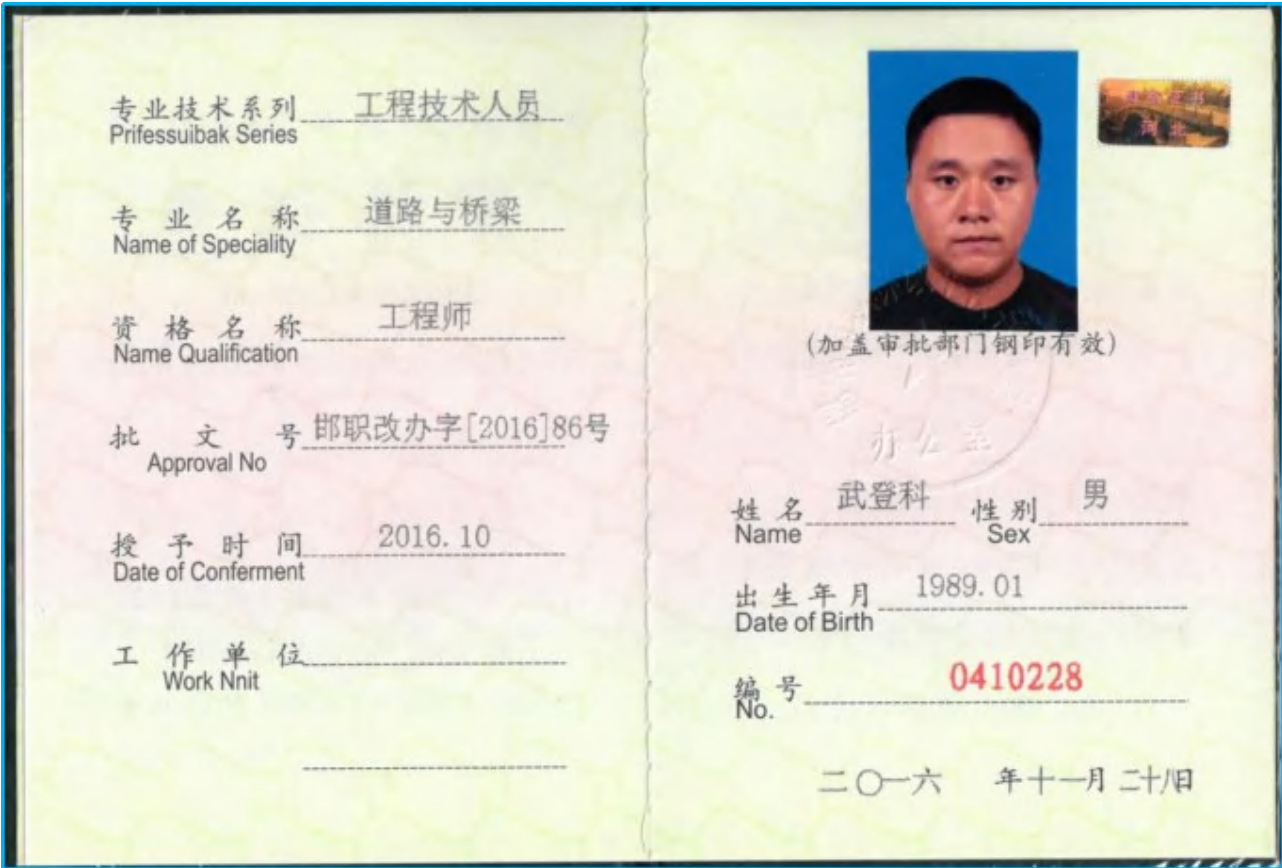 专业技术系列 工程技术人员
Prifessuibak Series
专业名称 道路与桥梁
Name of Speciality
资格名称 工程师
Name Qualification
批文号 邯职改办字[2016]86号
Approval No
授予时间 2016.10
Date of Conferment
工作单位
Work Nnit
河北
(加盖审批部门钢印有效)
办公室
姓名 武登科 性别 男
Name Sex
出生年月 1989.01
Date of Birth
编号 0410228
No.
二〇一六 年十一月二十八日